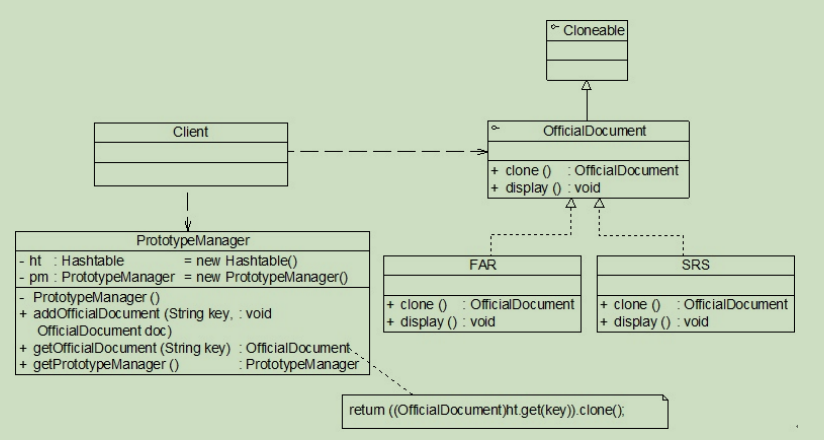 Cloneable
Client
OfficialDocument
+ clone () : OfficialDocument
+ display () : void
PrototypeManager
- ht : Hashtable = new Hashtable()
- pm : PrototypeManager = new PrototypeManager()
- PrototypeManager ()
+ addOfficialDocument (String key, : void
OfficialDocument doc)
+ getOfficialDocument (String key) : OfficialDocument
+ getPrototypeManager () : PrototypeManager
FAR
+ clone () : OfficialDocument
+ display () : void
SRS
+ clone () : OfficialDocument
+ display () : void
return ((OfficialDocument)ht.get(key)).clone();